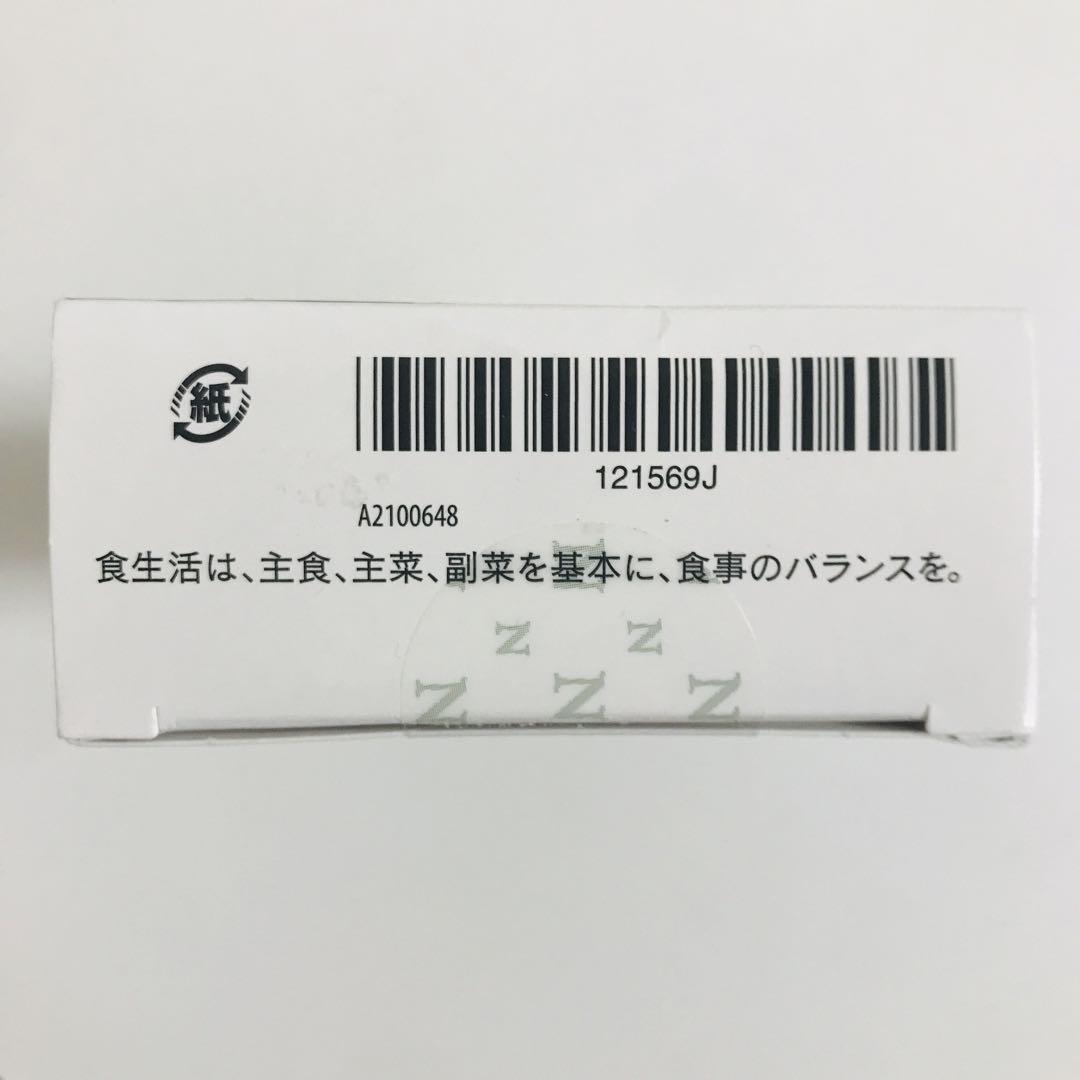 紙
121569J
A2100648
食生活は、主食、主菜、副菜を基本に、食事のバランスを。
N N
N N N